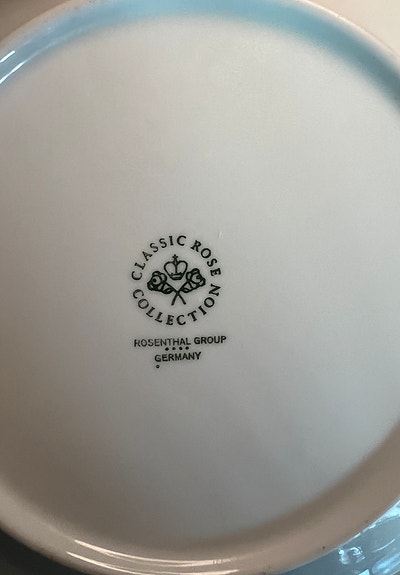 CLASSIC ROSE
COLLECTION
ROSENTHAL GROUP
GERMANY